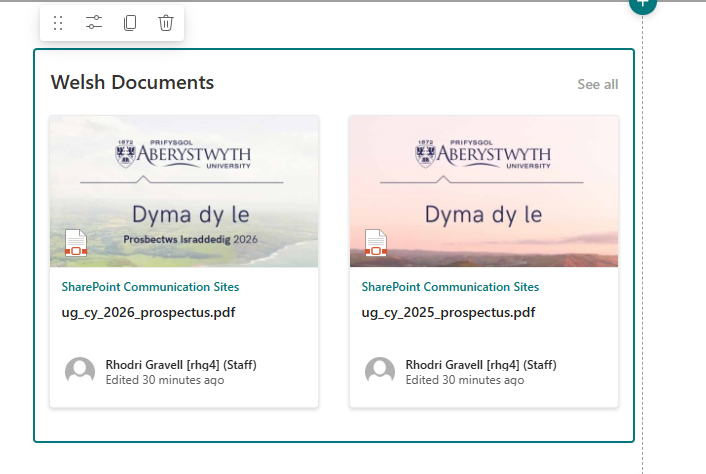 Welsh Documents
See all
1872
PRIFYSGOL
ABERYSTWYTH
UNIVERSITY
Dyma dy le
Prosbectws Israddedig 2026
SharePoint Communication Sites
ug_cy_2026_prospectus.pdf
Rhodri Gravell [rhg4] (Staff)
Edited 30 minutes ago
1872
PRIFYSGOL
ABERYSTWYTH
UNIVERSITY
Dyma dy le
SharePoint Communication Sites
ug_cy_2025_prospectus.pdf
Rhodri Gravell [rhg4] (Staff)
Edited 30 minutes ago